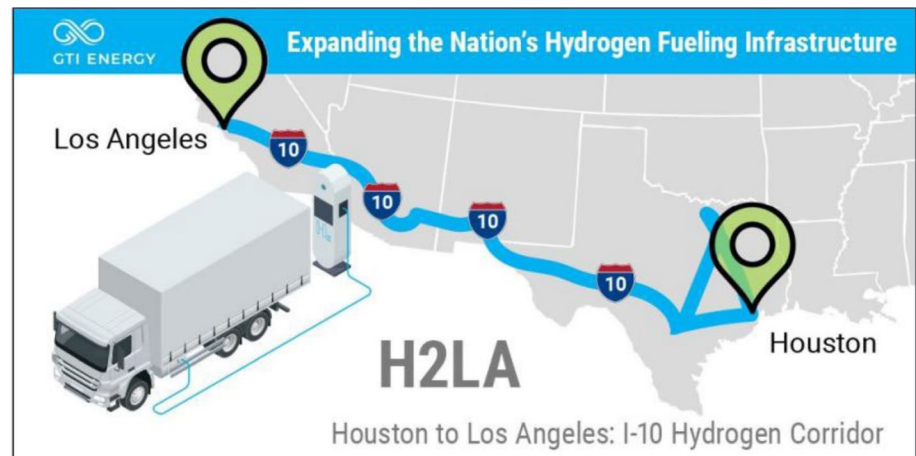 GTI ENERGY
Expanding the Nation's Hydrogen Fueling Infrastructure
Los Angeles
10
10
10
10
Houston
H2LA
Houston to Los Angeles: I-10 Hydrogen Corridor